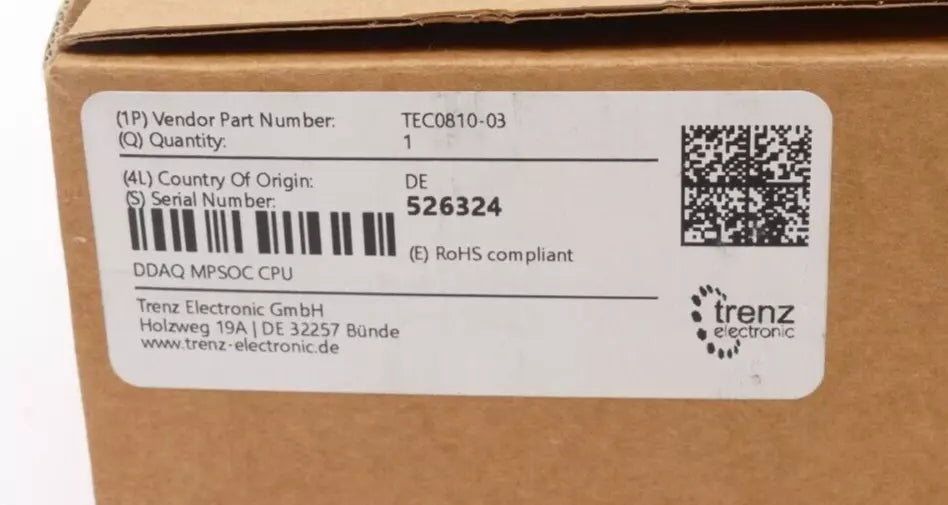 (1P) Vendor Part Number: TEC0810-03
(Q) Quantity: 1
(4L) Country Of Origin: DE
(S) Serial Number: 526324
(E) RoHS compliant
DDAQ MPSOC CPU
Trenz Electronic GmbH
Holzweg 19A | DE 32257 Bünde
www.trenz-electronic.de
trenz
electronic